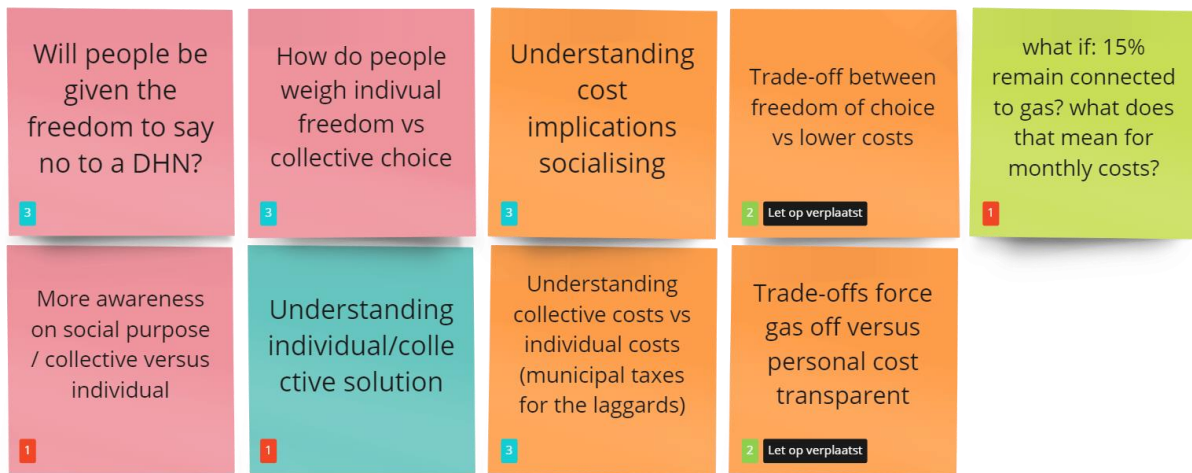 Will people be
given the
freedom to say
no to a DHN?
3
How do people
weigh indivual
freedom vs
collective choice
3
Understanding
cost
implications
socialising
3
Trade-off between
freedom of choice
vs lower costs
2 Let op verplaatst
what if: 15%
remain connected
to gas? what does
that mean for
monthly costs?
1
More awareness
on social purpose
/ collective versus
individual
1
Understanding
individual/colle
ctive solution
1
Understanding
collective costs vs
individual costs
(municipal taxes
for the laggards)
3
Trade-offs force
gas off versus
personal cost
transparent
2 Let op verplaatst